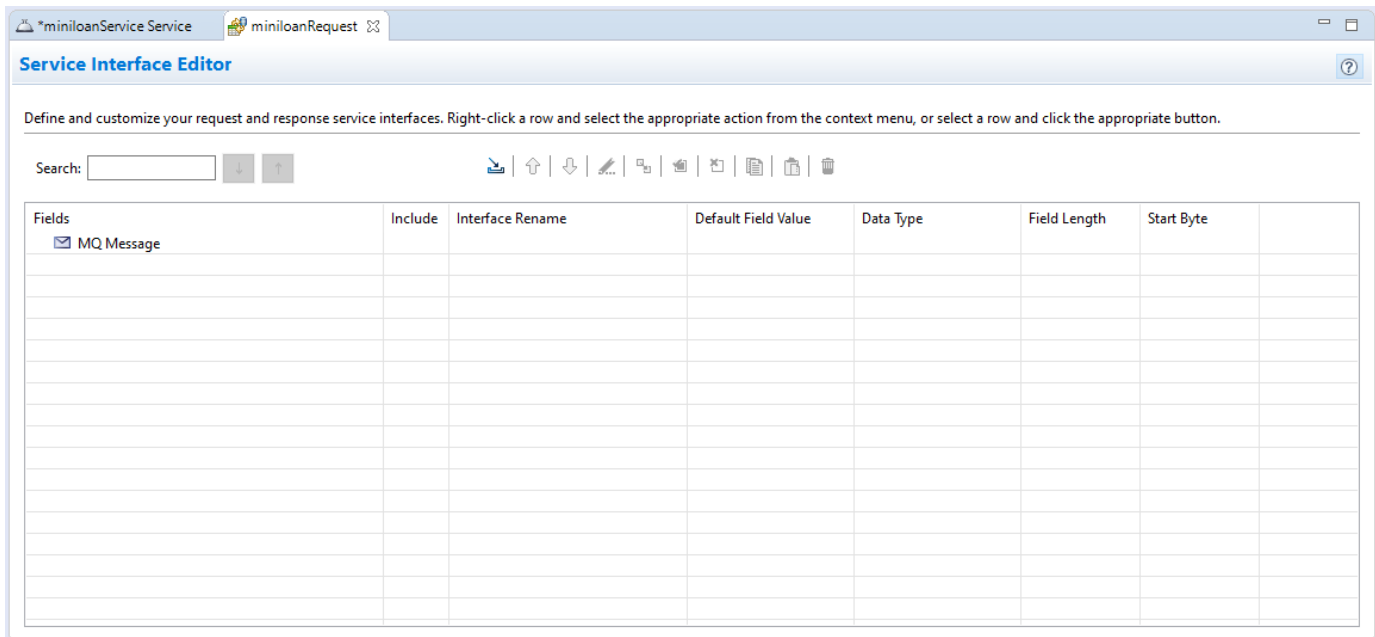 *miniloanService Service
miniloanRequest
Service Interface Editor
Define and customize your request and response service interfaces. Right-click a row and select the appropriate action from the context menu, or select a row and click the appropriate button.
Search:
Fields Include Interface Rename Default Field Value Data Type Field Length Start Byte
MQ Message